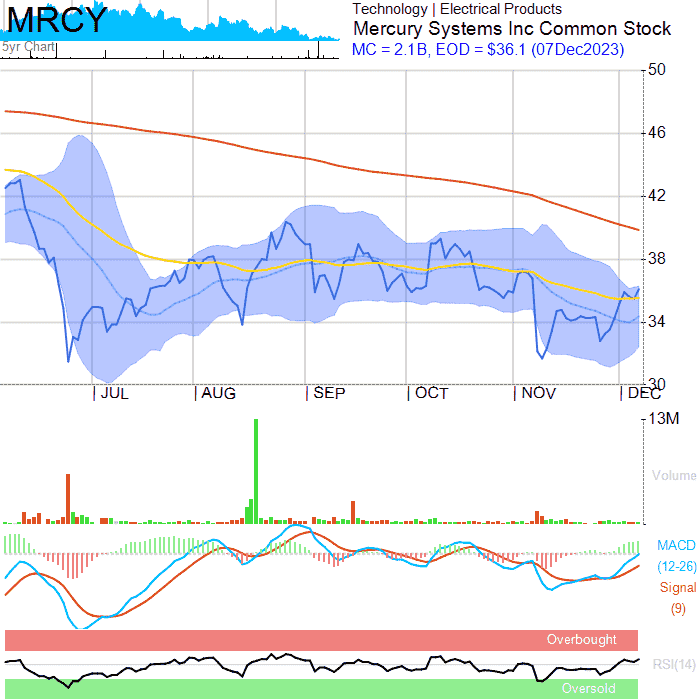 MRCY
5yr Chart
Technology | Electrical Products
Mercury Systems Inc Common Stock
MC = 2.1B, EOD = $36.1 (07Dec2023)
50
46
42
38
34
30
JUL AUG SEP OCT NOV DEC
13M
Volume
MACD
(12-26)
Signal
(9)
Overbought
RSI(14)
Oversold